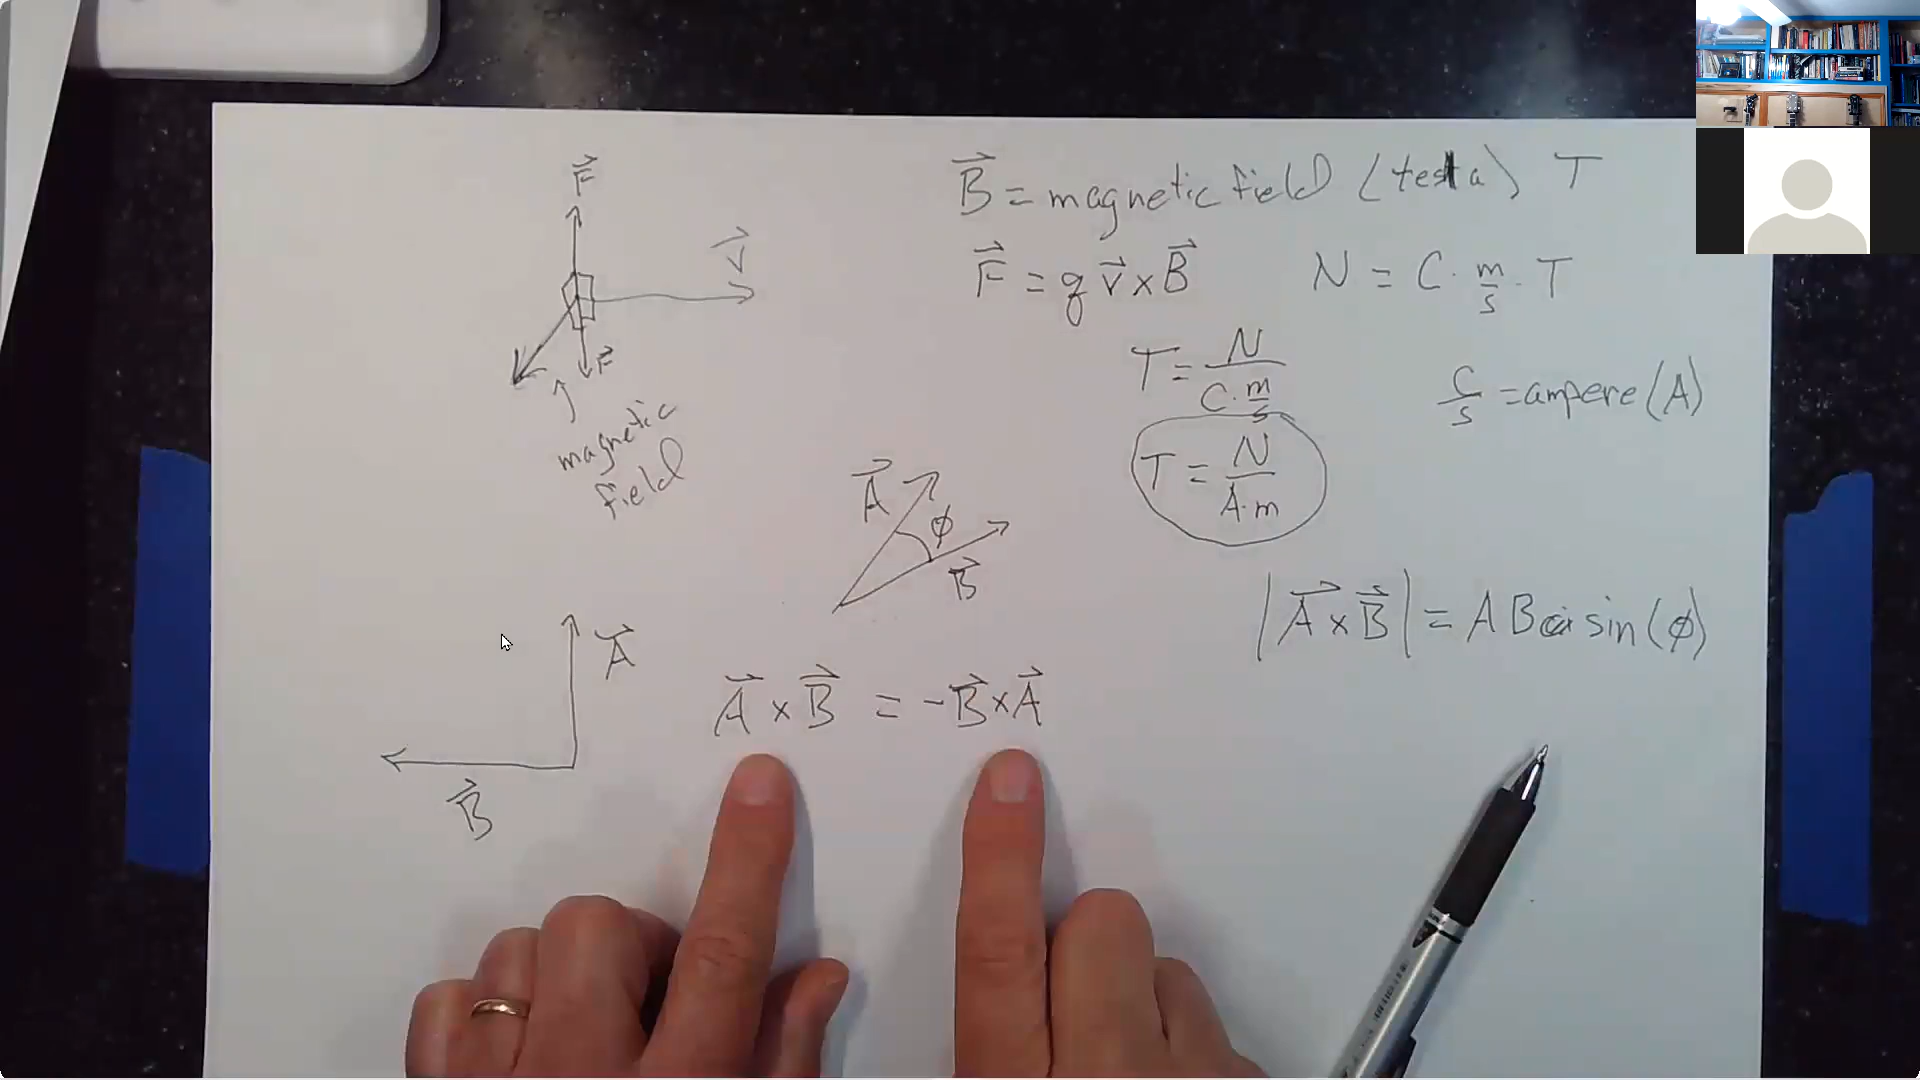 F⃗
V⃗
F⃗
magnetic
field
B⃗ = magnetic field (tesla) T
F⃗ = q v⃗ × B⃗
N = C · m/s · T
T = N / (C · m/s)
C/s = ampere (A)
T = N / (A·m)
A⃗
ϕ
B⃗
|A⃗ × B⃗| = A B sin(ϕ)
A⃗
B⃗
A⃗ × B⃗ = -B⃗ × A⃗